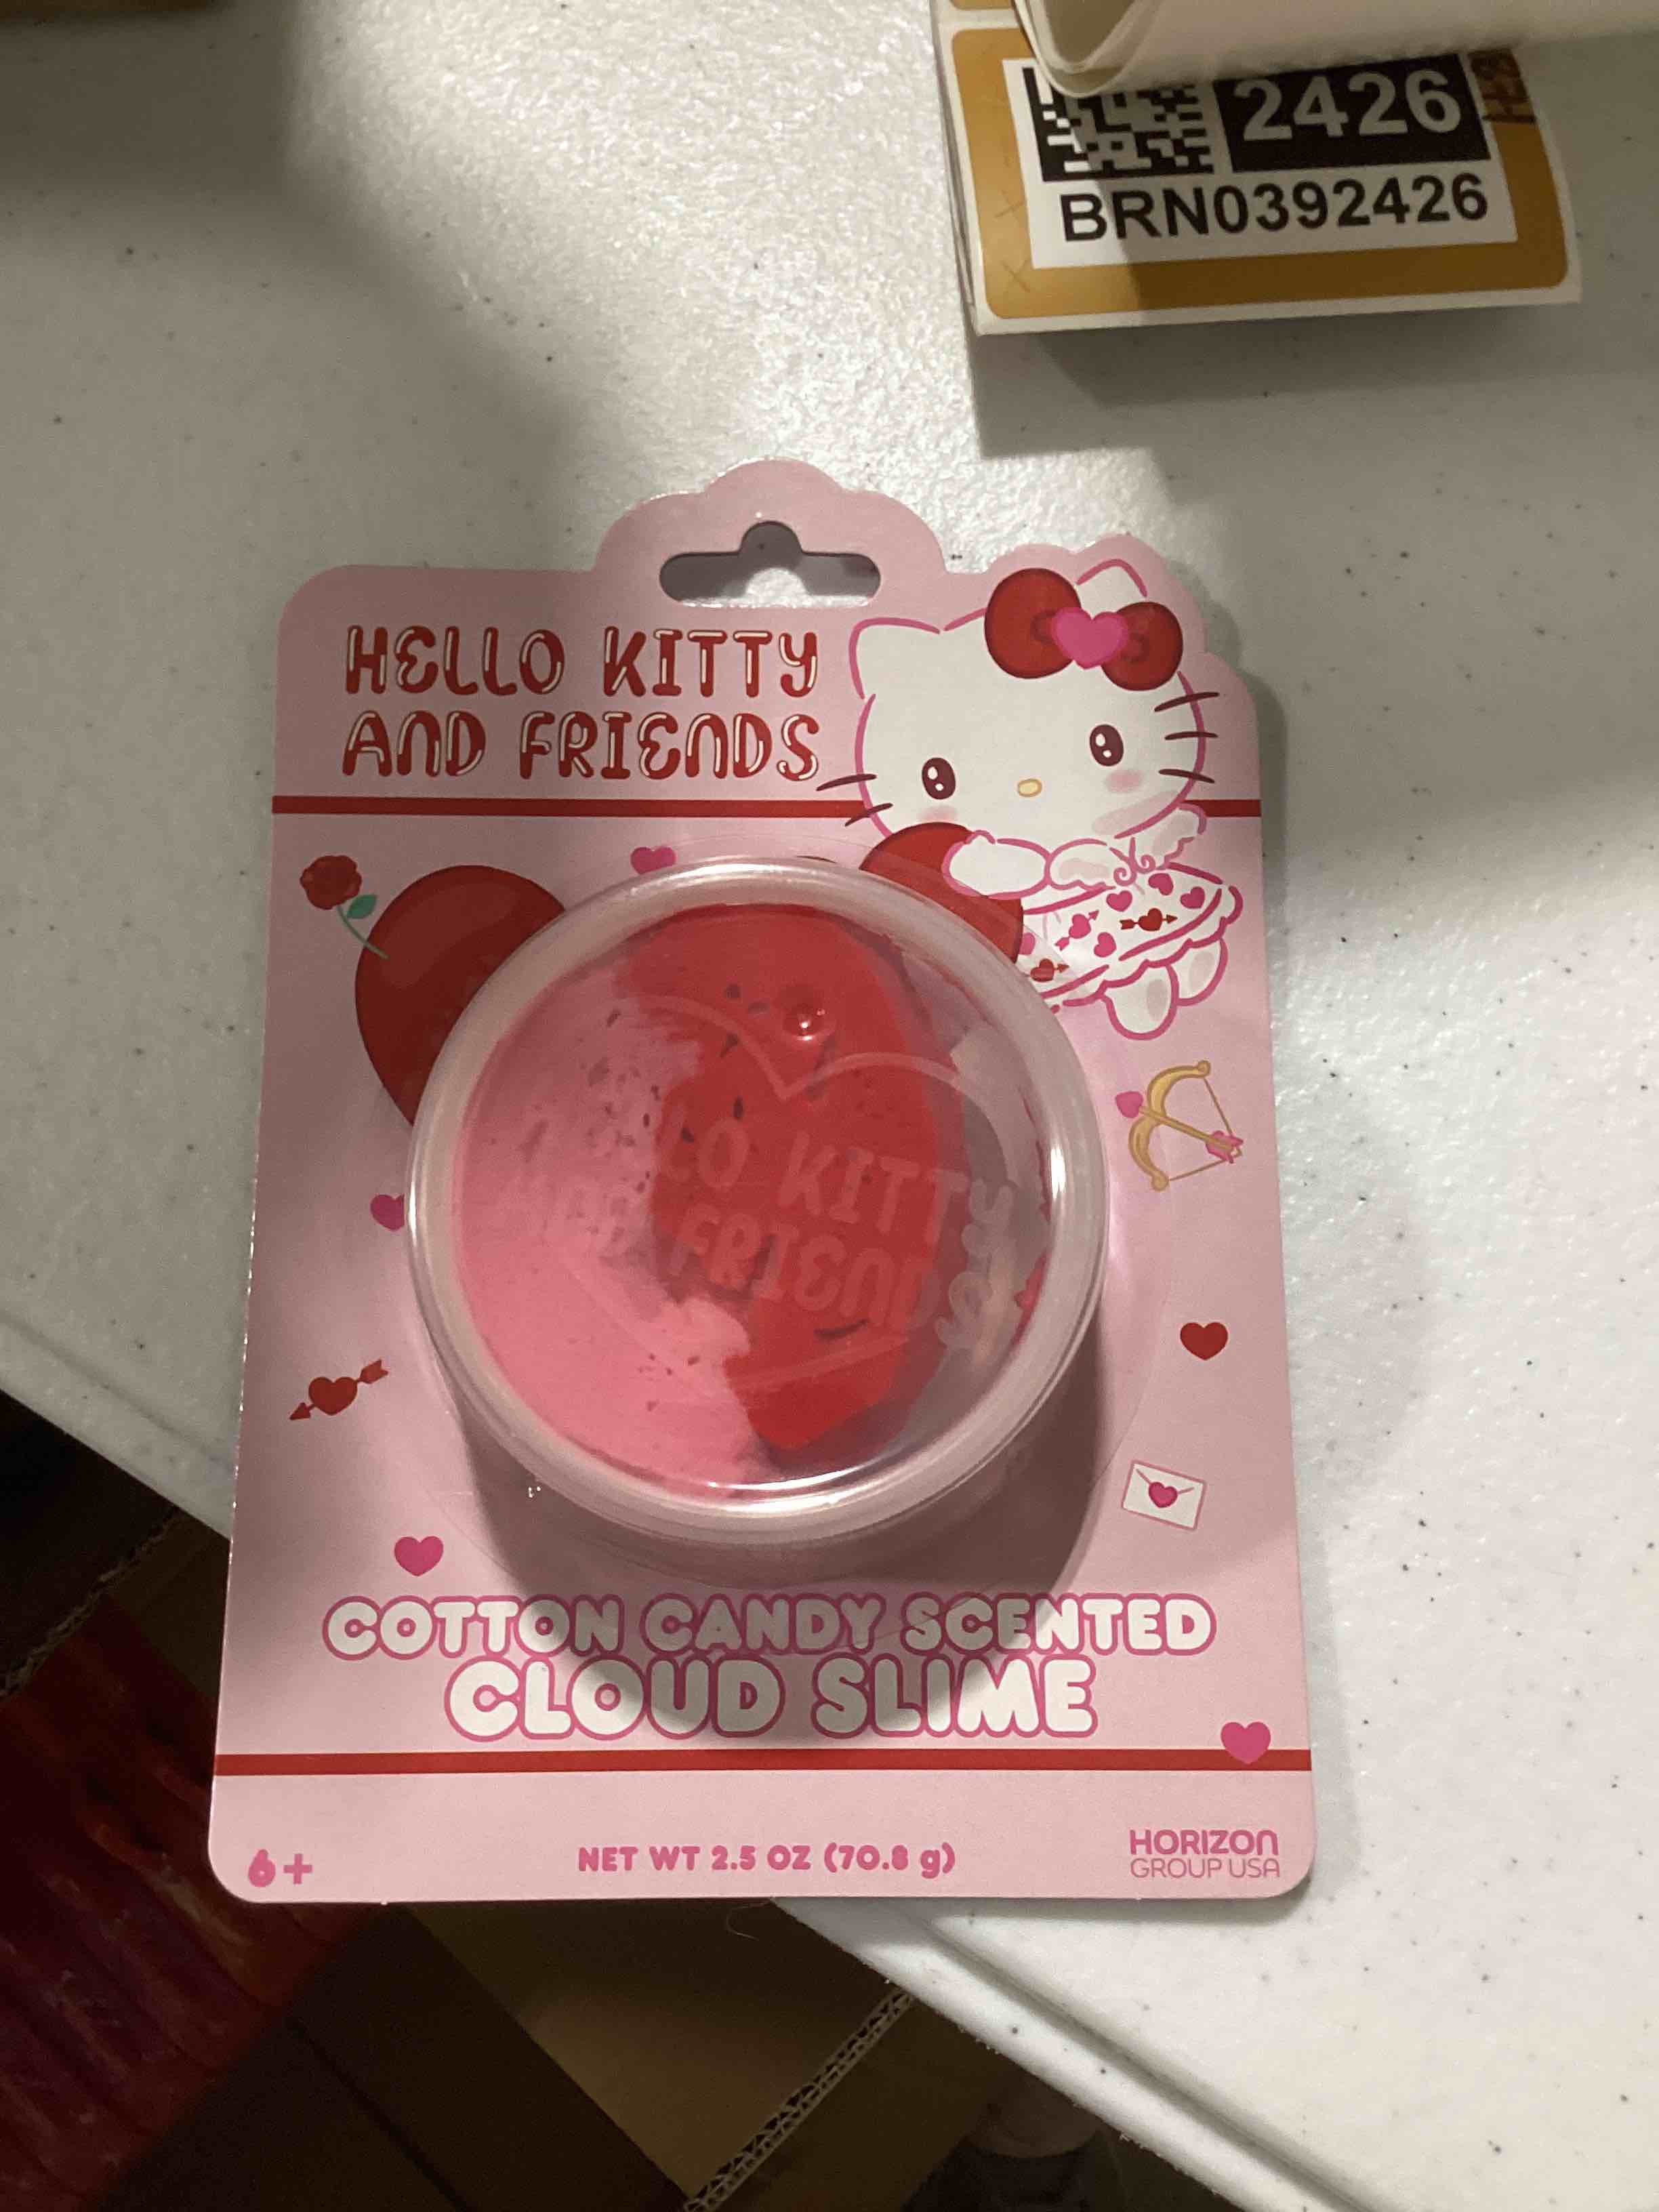 2426
BRN0392426
HELLO KITTY
AND FRIENDS
LO KITTY
AND FRIENDS
COTTON CANDY SCENTED
CLOUD SLIME
6+
NET WT 2.5 OZ (70.8 g)
HORIZON
GROUP USA